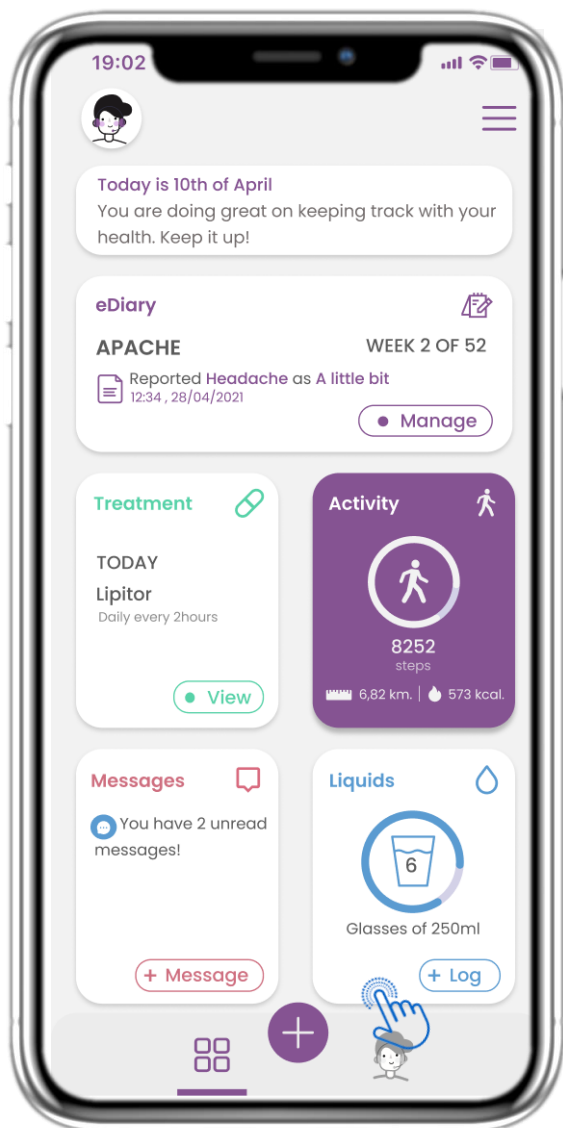 19:02
Today is 10th of April
You are doing great on keeping track with your
health. Keep it up!
eDiary
APACHE
WEEK 2 OF 52
Reported Headache as A little bit
12:34 , 28/04/2021
Manage
Treatment
TODAY
Lipitor
Daily every 2hours
View
Activity
8252
steps
6,82 km. | 573 kcal.
Messages
You have 2 unread
messages!
+ Message
Liquids
6
Glasses of 250ml
+ Log